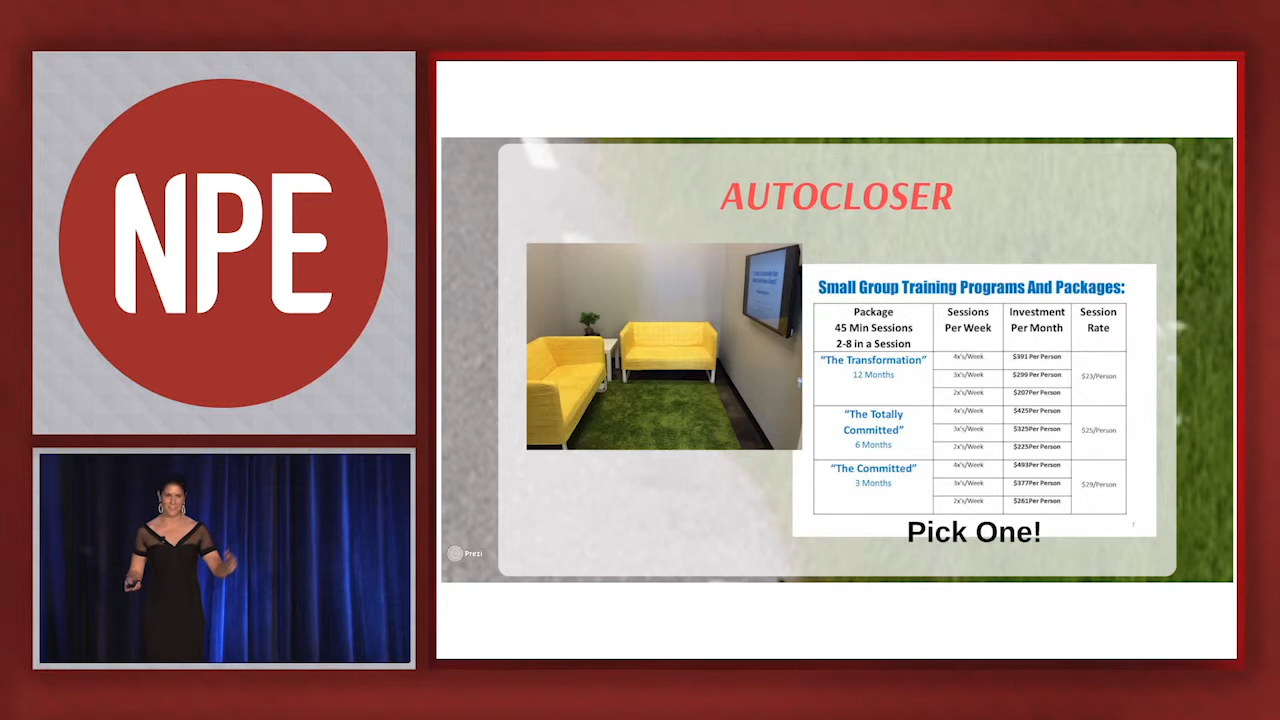 NPE
AUTOCLOSER
Small Group Training Programs And Packages:
Package
45 Min Sessions
2-8 in a Session
Sessions
Per Week
Investment
Per Month
Session
Rate
“The Transformation”
12 Months
4x's/Week
$391 Per Person
3x's/Week
$299 Per Person
2x's/Week
$207Per Person
$23/Person
“The Totally
Committed”
6 Months
4x's/Week
$425Per Person
3x's/Week
$325Per Person
2x's/Week
$225Per Person
$25/Person
“The Committed”
3 Months
4x's/Week
$493Per Person
3x's/Week
$377Per Person
2x's/Week
$261Per Person
$29/Person
Pick One!
Prezi